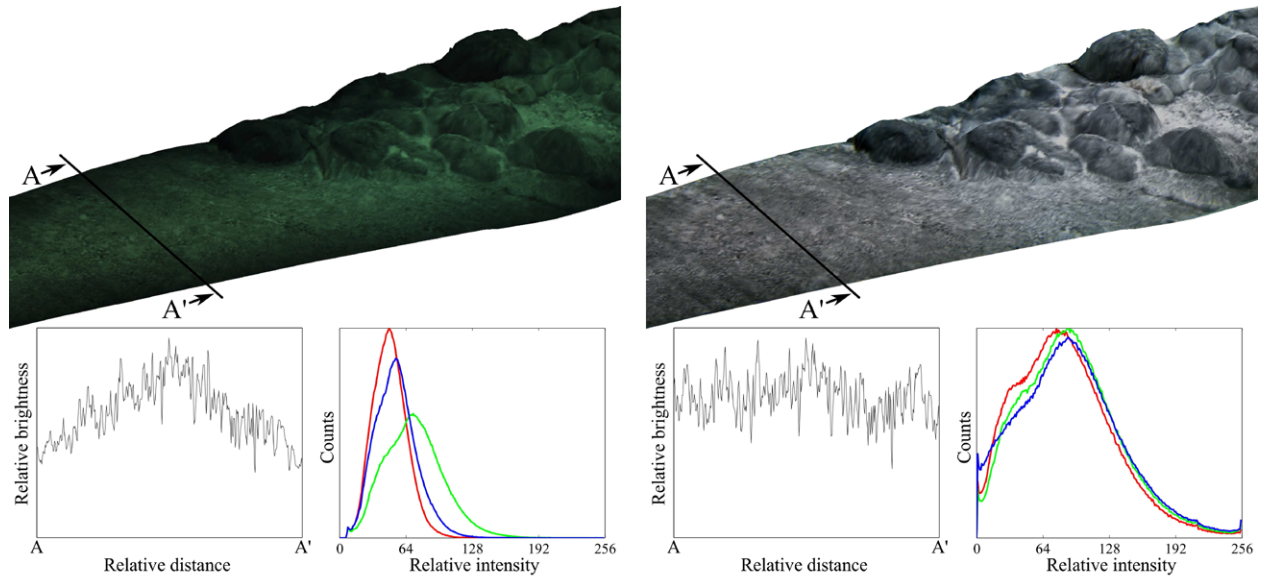 A
A'
A
A'
Relative brightness
A
A'
Relative distance
Counts
0
64
128
192
256
Relative intensity
Relative brightness
A
A'
Relative distance
Counts
0
64
128
192
256
Relative intensity